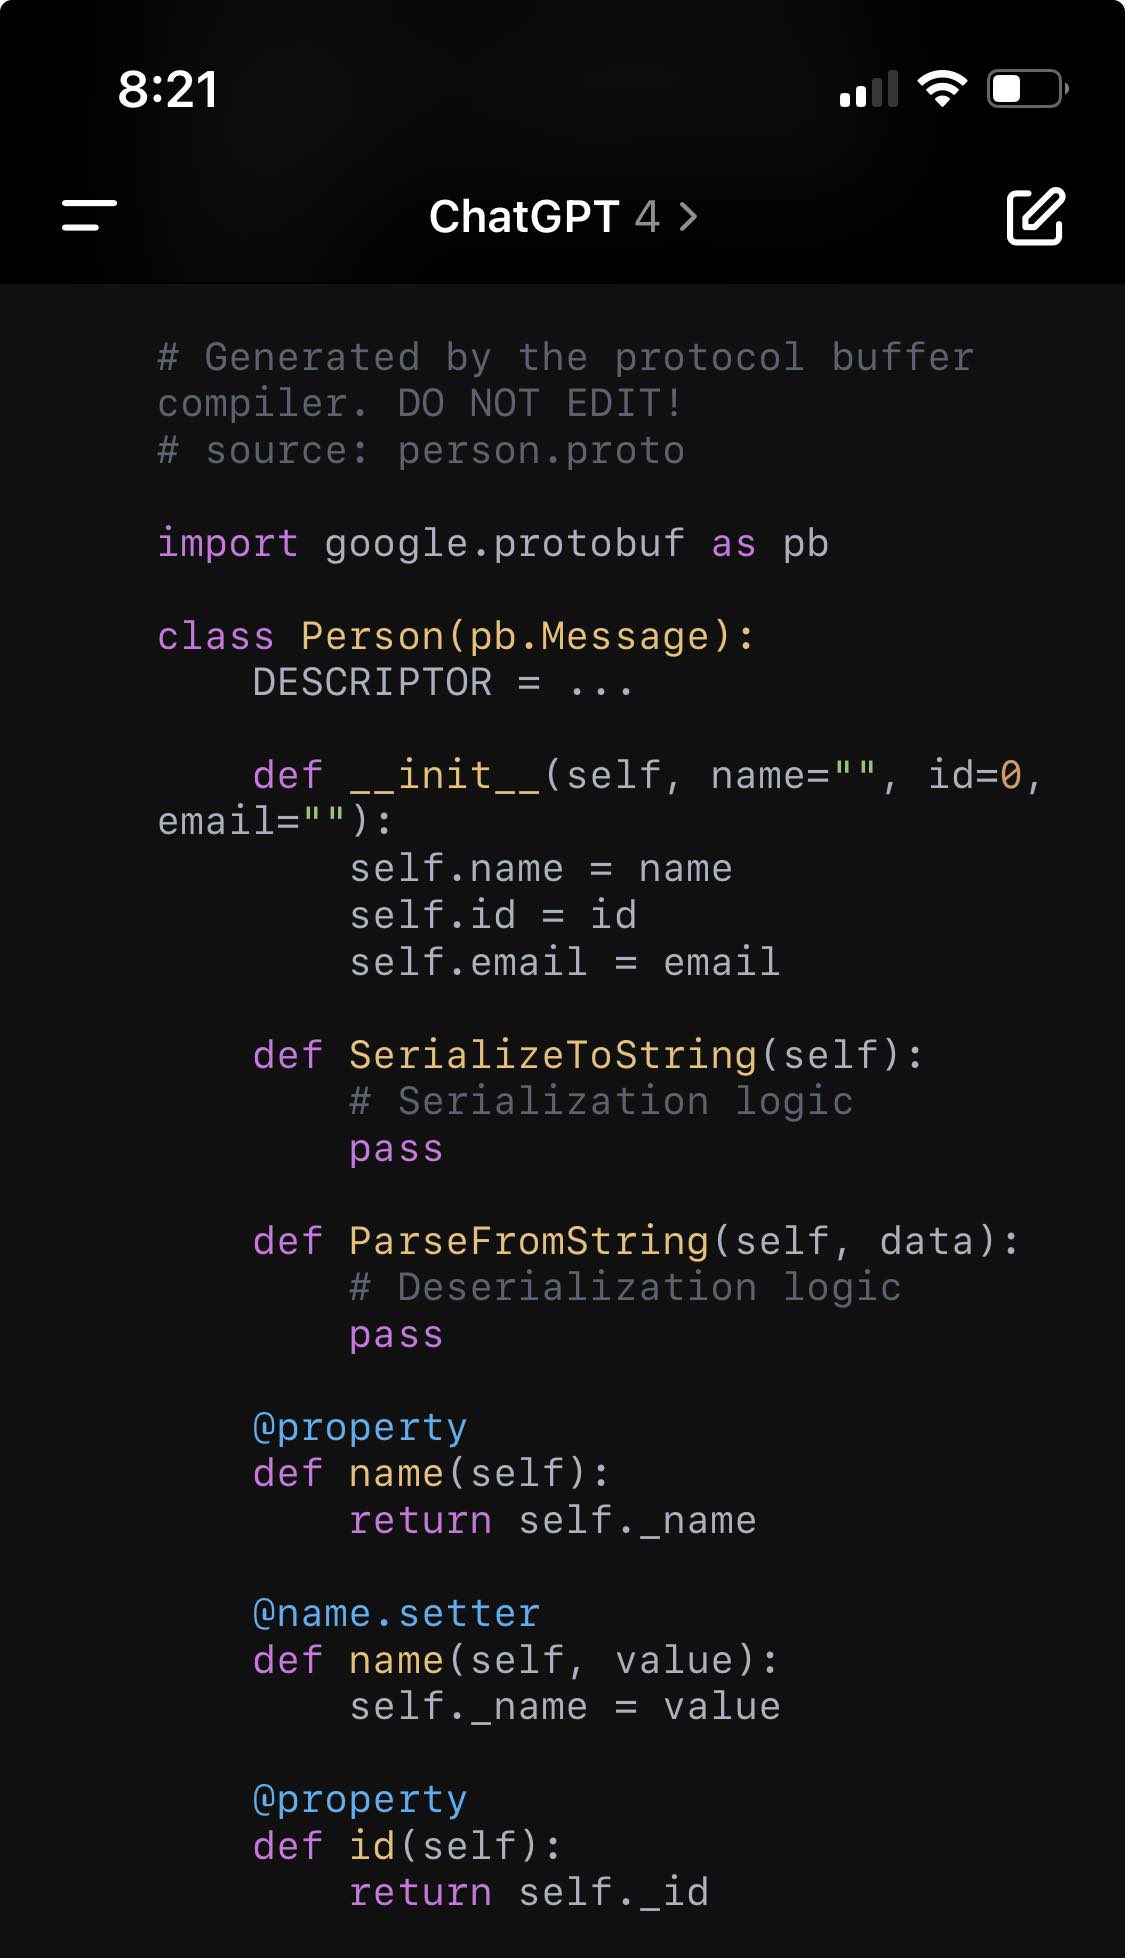 8:21
ChatGPT 4 >
# Generated by the protocol buffer
compiler. DO NOT EDIT!
# source: person.proto
import google.protobuf as pb
class Person(pb.Message):
    DESCRIPTOR = ...
    def __init__(self, name="", id=0,
email=""):
        self.name = name
        self.id = id
        self.email = email
    def SerializeToString(self):
        # Serialization logic
        pass
    def ParseFromString(self, data):
        # Deserialization logic
        pass
    @property
    def name(self):
        return self._name
    @name.setter
    def name(self, value):
        self._name = value
    @property
    def id(self):
        return self._id